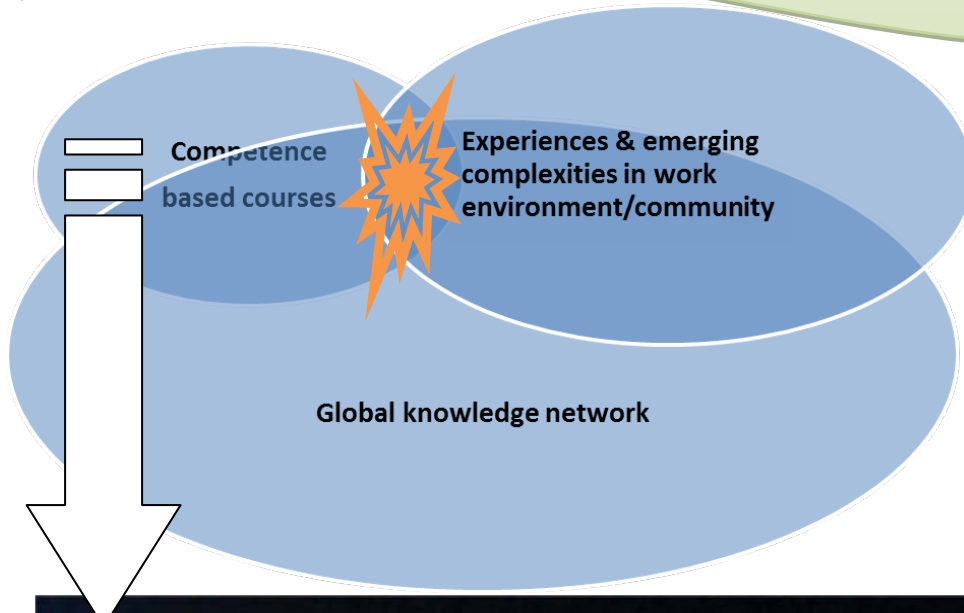 Competence
based courses
Experiences & emerging
complexities in work
environment/community
Global knowledge network